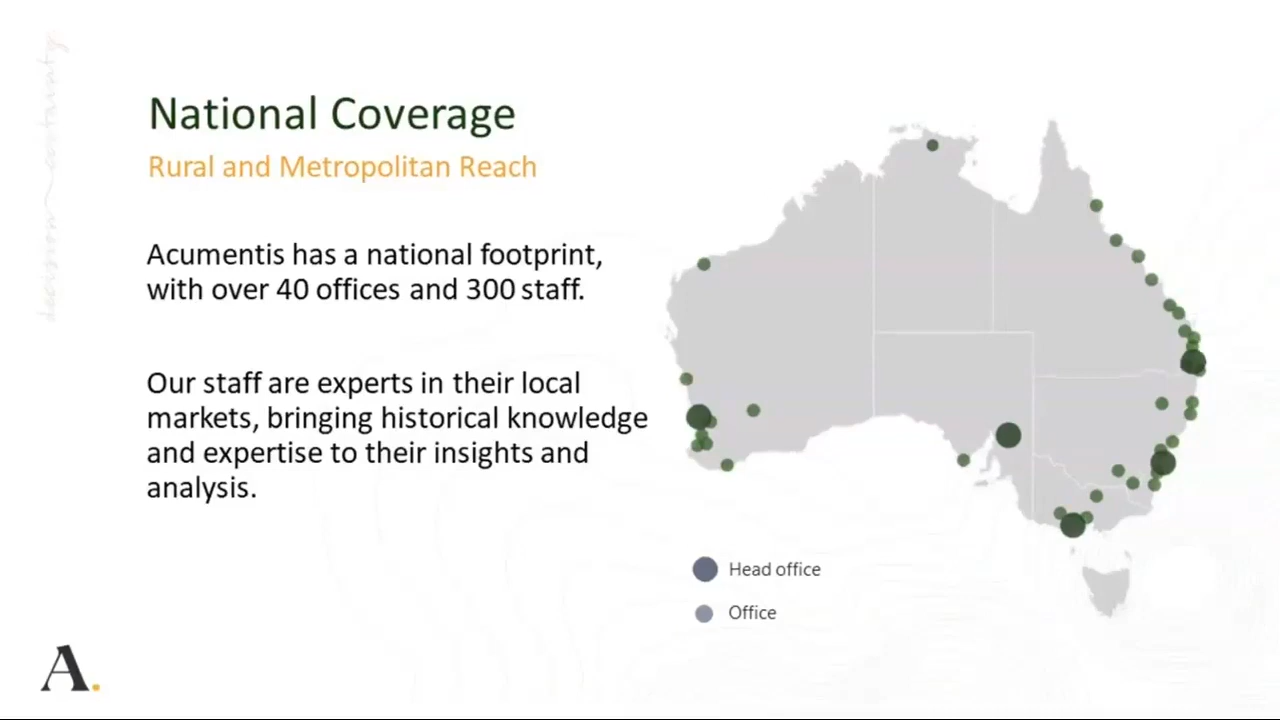 decision certainty
National Coverage
Rural and Metropolitan Reach
Acumentis has a national footprint,
with over 40 offices and 300 staff.
Our staff are experts in their local
markets, bringing historical knowledge
and expertise to their insights and
analysis.
Head office
Office
A.